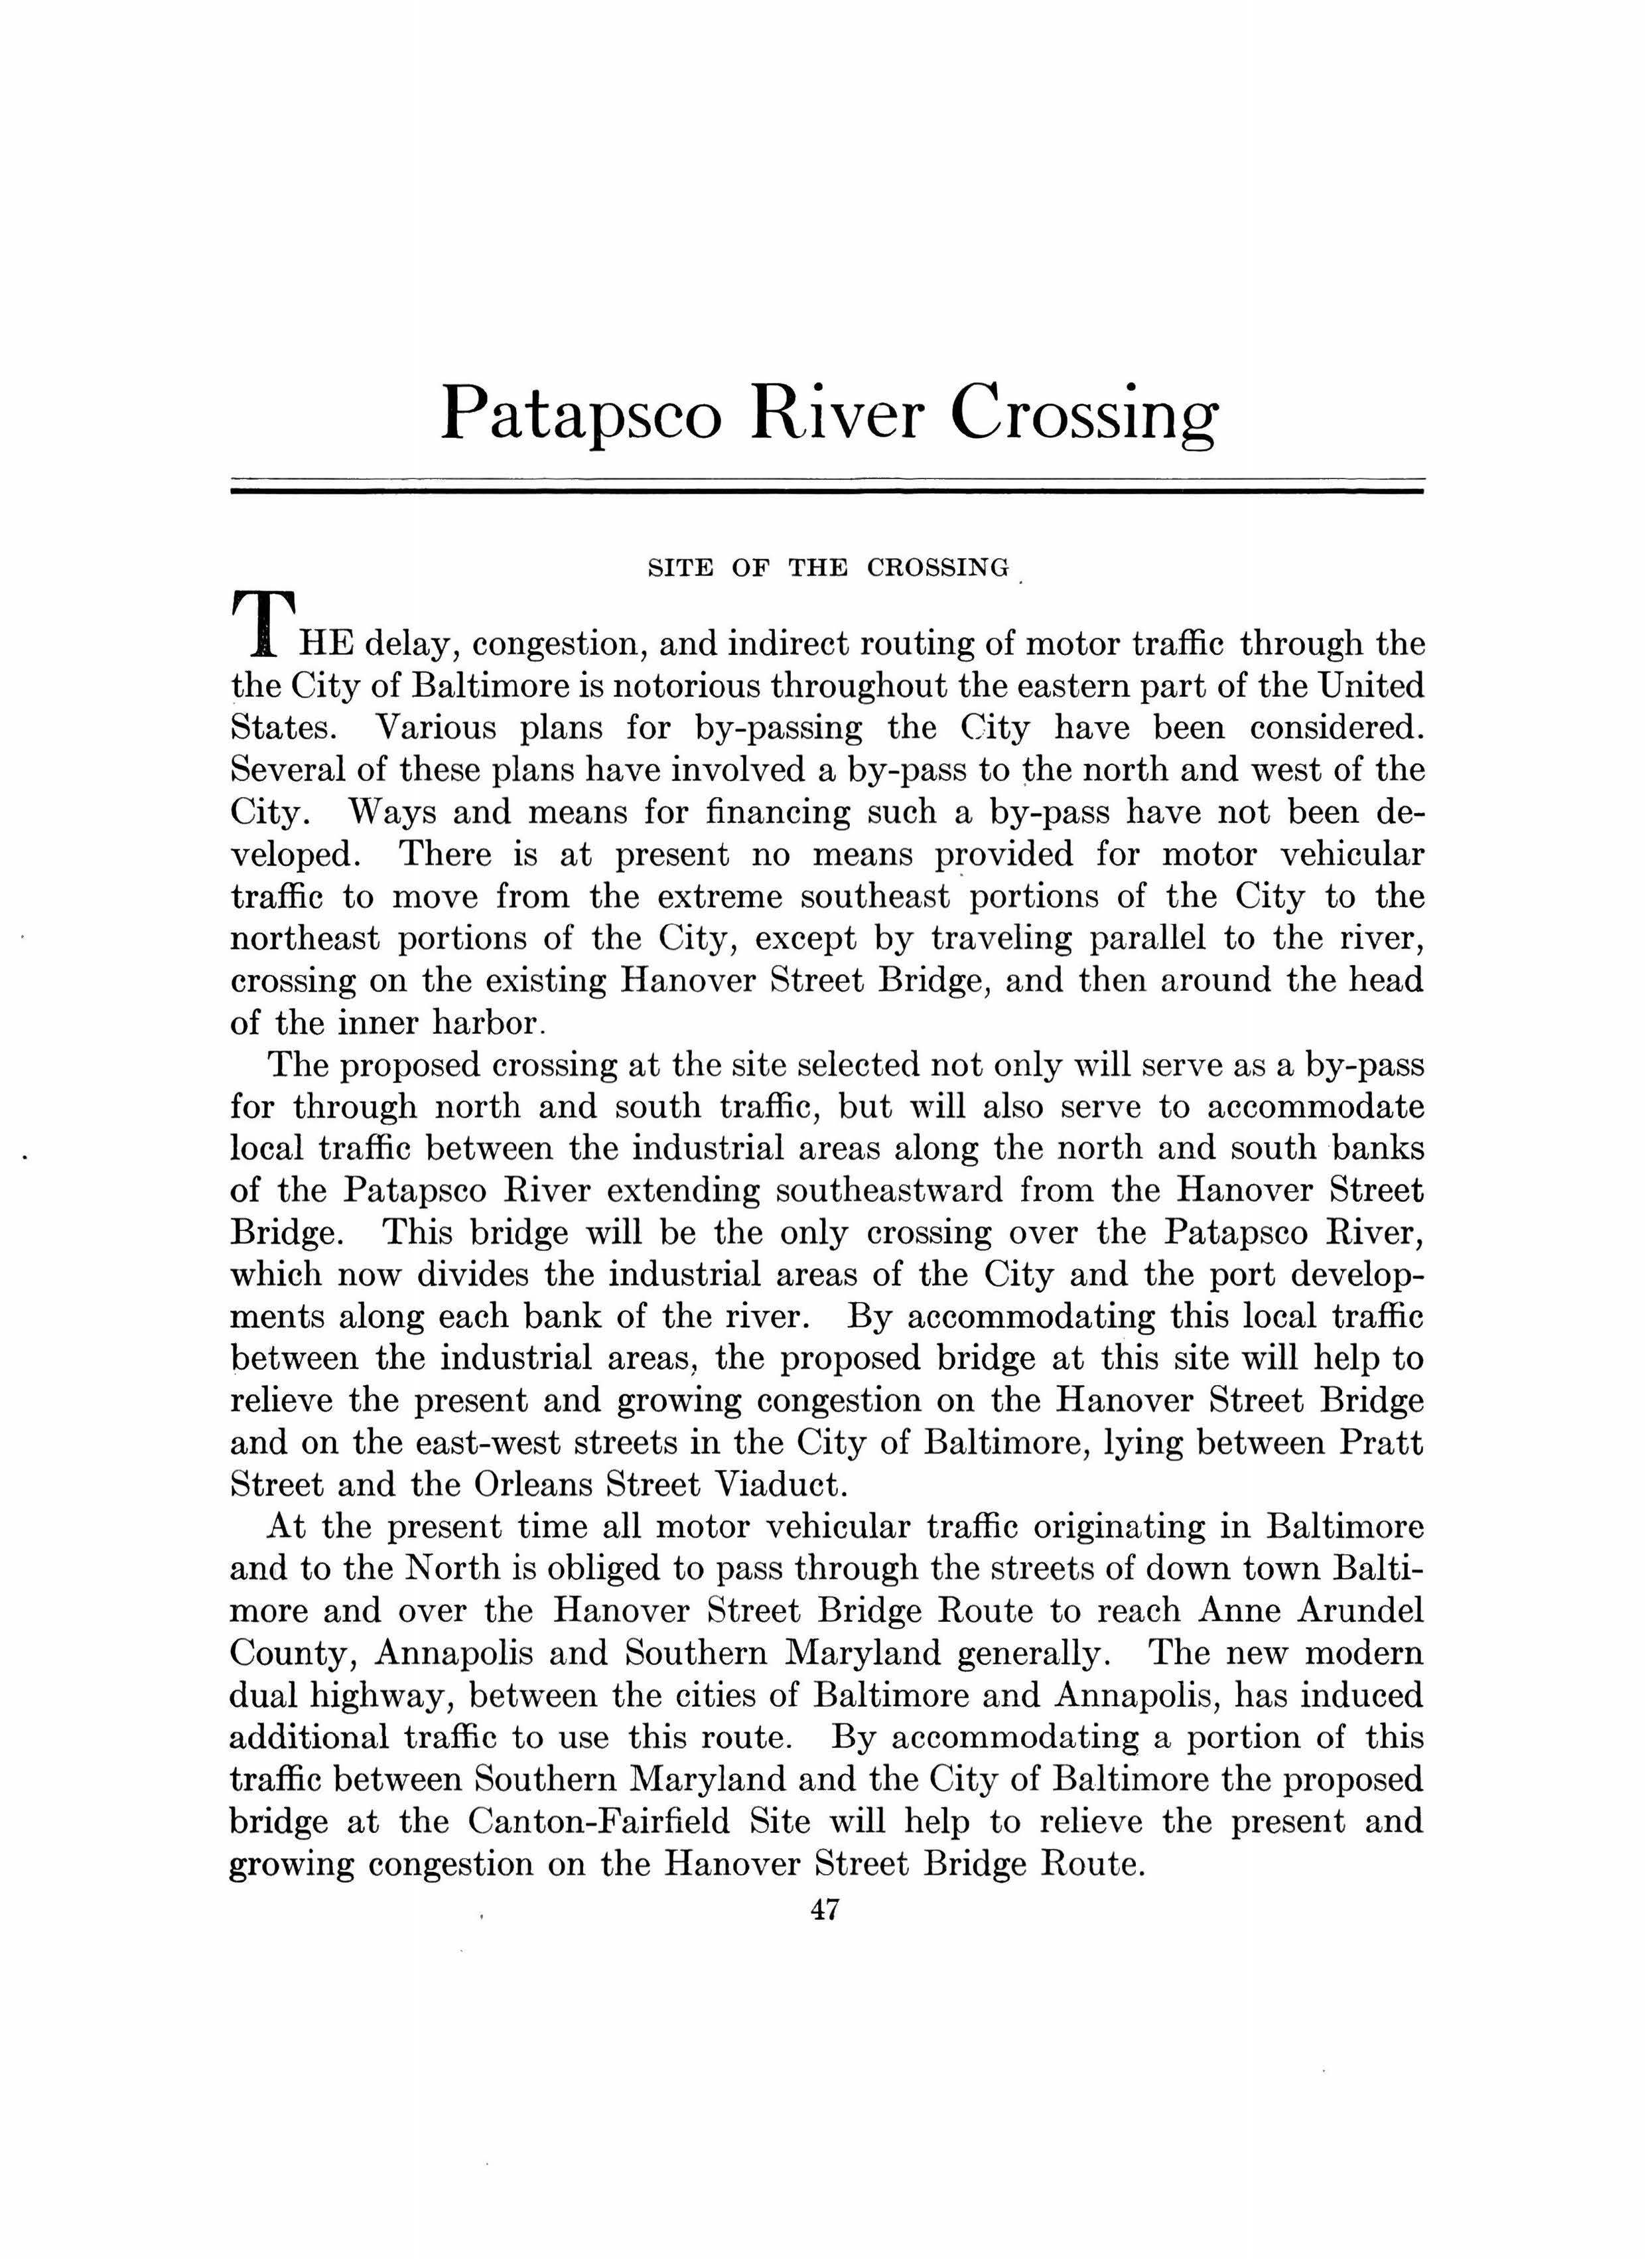 Patapsco River Crossing
SITE OF THE CROSSING
THE delay, congestion, and indirect routing of motor traffic through the
the City of Baltimore is notorious throughout the eastern part of the United
States. Various plans for by-passing the City have been considered.
Several of these plans have involved a by-pass to the north and west of the
City. Ways and means for financing such a by-pass have not been de-
veloped. There is at present no means provided for motor vehicular
traffic to move from the extreme southeast portions of the City to the
northeast portions of the City, except by traveling parallel to the river,
crossing on the existing Hanover Street Bridge, and then around the head
of the inner harbor.
The proposed crossing at the site selected not only will serve as a by-pass
for through north and south traffic, but will also serve to accommodate
local traffic between the industrial areas along the north and south banks
of the Patapsco River extending southeastward from the Hanover Street
Bridge. This bridge will be the only crossing over the Patapsco River,
which now divides the industrial areas of the City and the port develop-
ments along each bank of the river. By accommodating this local traffic
between the industrial areas, the proposed bridge at this site will help to
relieve the present and growing congestion on the Hanover Street Bridge
and on the east-west streets in the City of Baltimore, lying between Pratt
Street and the Orleans Street Viaduct.
At the present time all motor vehicular traffic originating in Baltimore
and to the North is obliged to pass through the streets of down town Balti-
more and over the Hanover Street Bridge Route to reach Anne Arundel
County, Annapolis and Southern Maryland generally. The new modern
dual highway, between the cities of Baltimore and Annapolis, has induced
additional traffic to use this route. By accommodating a portion of this
traffic between Southern Maryland and the City of Baltimore the proposed
bridge at the Canton-Fairfield Site will help to relieve the present and
growing congestion on the Hanover Street Bridge Route.
47